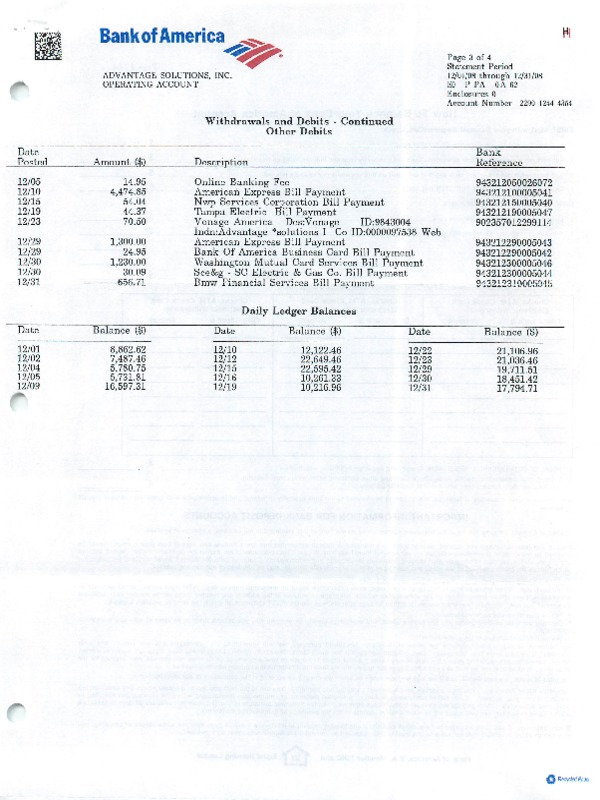 Bank of America
H
ADVANTAGE SOLUTIONS, INC.
OPERATING ACCOUNT
Page 3 of 4
Statement Period
12/01/08 through 12/31/08
E0 P PA 0A 62
Enclosures 0
Account Number 2290 1244 4364
Withdrawals and Debits - Continued
Other Debits
Date Posted Amount ($) Description Bank Reference
12/05 14.95 Online Banking Fee 943212050026072
12/10 4,474.85 American Express Bill Payment 943212100005041
12/15 54.04 Nwp Services Corporation Bill Payment 943212150005040
12/19 44.37 Tampa Electric Bill Payment 943212190005047
12/23 70.50 Vonage America Des:Vonage ID:9843004 902357012299114
Indn:Advantage *solutions I Co ID:0000097538 Web
12/29 1,300.00 American Express Bill Payment 943212290005043
12/29 24.95 Bank Of America Business Card Bill Payment 943212290005042
12/30 1,230.00 Washington Mutual Card Services Bill Payment 943212300005046
12/30 30.09 Sce&g - SC Electric & Gas Co. Bill Payment 943212300005044
12/31 656.71 Bmw Financial Services Bill Payment 943212310005045
Daily Ledger Balances
Date Balance ($) Date Balance ($) Date Balance ($)
12/01 8,862.62 12/10 12,122.46 12/22 21,106.96
12/02 7,487.46 12/12 22,649.46 12/23 21,036.46
12/04 5,780.75 12/15 22,595.42 12/29 19,711.51
12/05 5,731.81 12/16 10,261.33 12/30 18,451.42
12/09 16,597.31 12/19 10,216.96 12/31 17,794.71
Recycled Paper